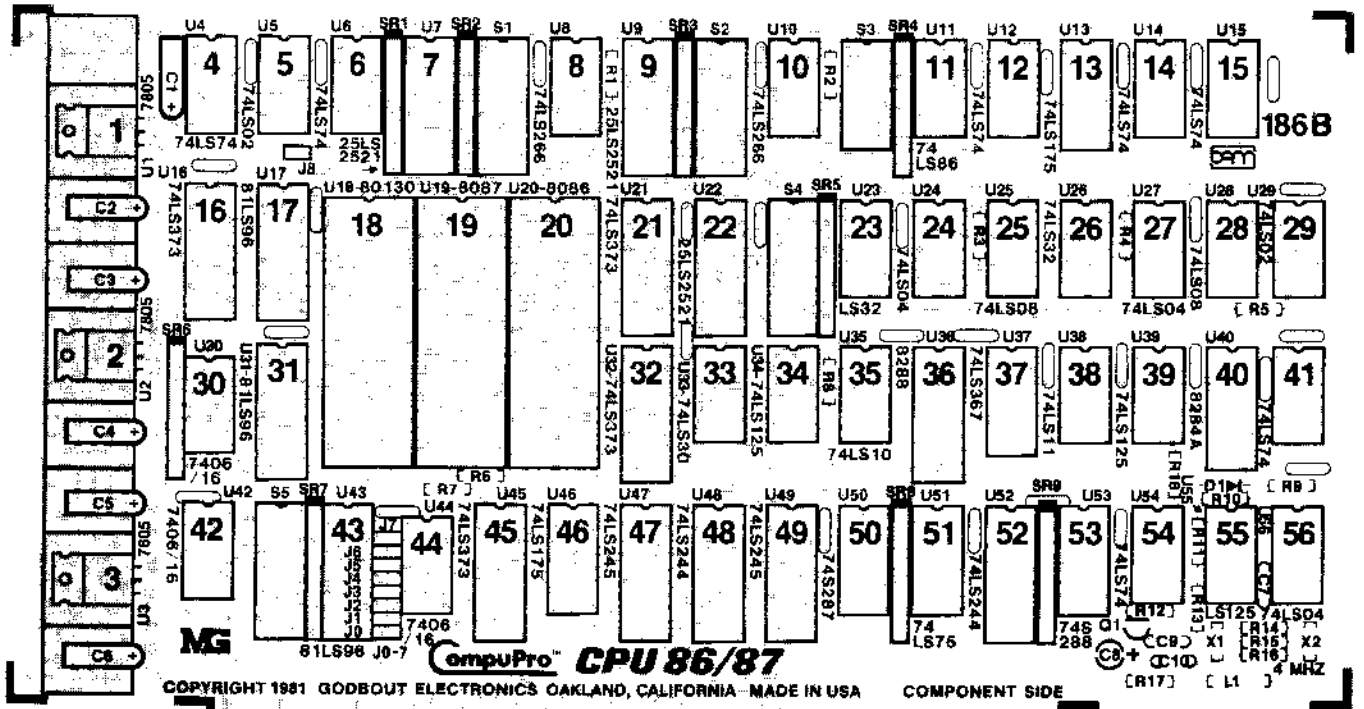 U4 U5 U6 SR1 U7 SR2 S1 U8 U9 SR3 S2 U10 S3 SR4 U11 U12 U13 U14 U15
C1 + 4 5 6 7 8 R1 9 10 R2 11 12 13 14 15
7805 1 U1
74LS74 74LS02 74LS74 25LS2521 74LS266 25LS2521 74LS266 74LS86 74LS74 74LS175 74LS74 74LS74
186B
J8
U16 U17 U18-80130 U19-8087 U20-8086 U21 U22 S4 SR5 U23 U24 U25 U26 U27 U28 U29
C2 + 16 17 18 19 20 21 22 23 24 R3 25 26 R4 27 28 29
74LS373 81LS96 74LS373 25LS2521 LS32 74LS04 74LS08 74LS32 74LS04 74LS08 74LS02
C3 +
R5
7805 2 U2
SR6 U30 U31-81LS96 U32-74LS373 U33-74LS30 U34-74LS125 U35 U36 U37 U38 U39 U40
30 31 32 33 34 R8 35 36 37 38 39 40 41
7406/16 74LS10 8288 74LS367 74LS11 74LS125 8284A 74LS74
C4 +
R6
R7
R18 U55 D1 R10 R9
C5 +
U42 S5 SR7 U43 U44 U45 U46 U47 U48 U49 U50 SR8 U51 U52 SR9 U53 U54
42 43 44 45 46 47 48 49 50 51 52 53 54 55 56
7805 3 U3
7406/16 81LS96 7406/16 74LS373 74LS175 74LS245 74LS244 74LS245 74S287 74LS75 74LS244 74S288 74LS74 LS125 74LS04
J7
J6
J5
J4
J3
J2
J1
J0
J0-7
R11 R13 C7
R12 R14
Q1 C9 X1 R15 X2
C8 + C10 R16 4 MHZ
R17 L1
C6 +
MG
CompuPro™ CPU 86/87
COPYRIGHT 1981 GODBOUT ELECTRONICS OAKLAND, CALIFORNIA MADE IN USA COMPONENT SIDE